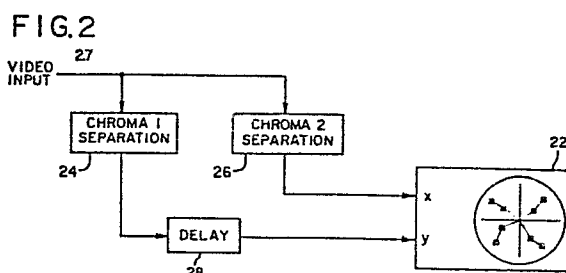 FIG.2
27
VIDEO
INPUT
CHROMA 1
SEPARATION
24
CHROMA 2
SEPARATION
26
22
x
y
DELAY
28